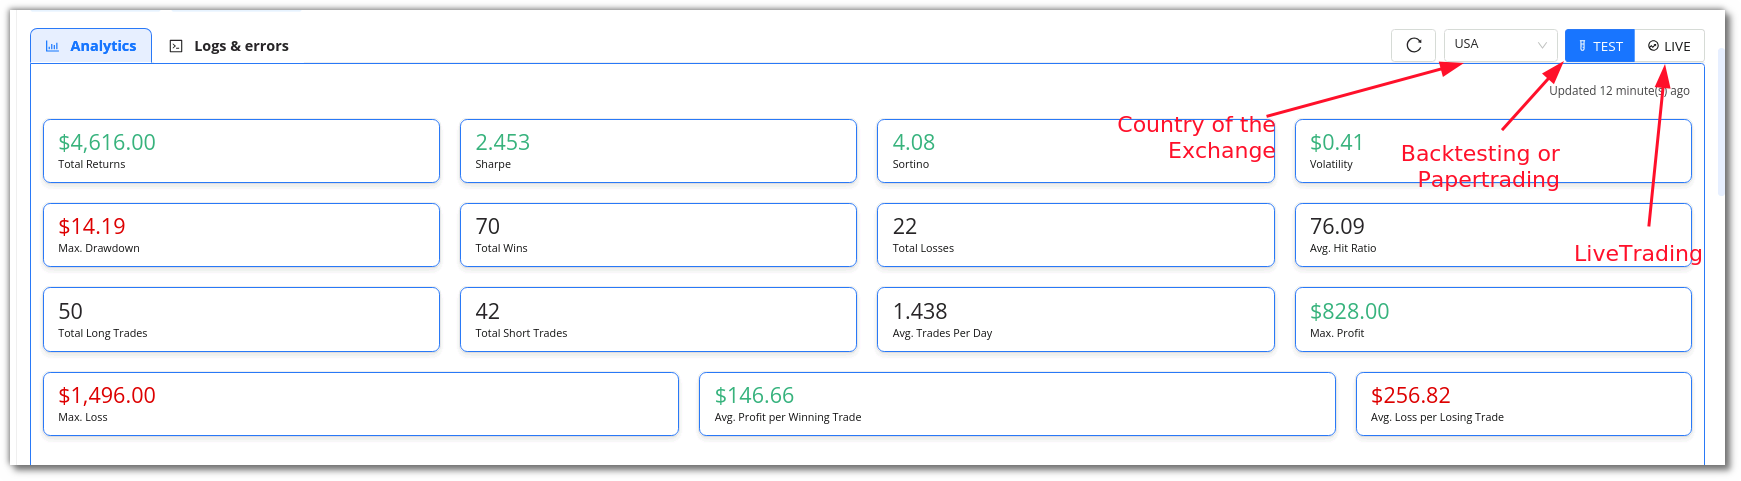 Analytics
Logs & errors
USA
TEST
LIVE
Updated 12 minute(s) ago
Country of the
Exchange
Backtesting or
Papertrading
LiveTrading
$4,616.00
Total Returns
2.453
Sharpe
4.08
Sortino
$0.41
Volatility
$14.19
Max. Drawdown
70
Total Wins
22
Total Losses
76.09
Avg. Hit Ratio
50
Total Long Trades
42
Total Short Trades
1.438
Avg. Trades Per Day
$828.00
Max. Profit
$1,496.00
Max. Loss
$146.66
Avg. Profit per Winning Trade
$256.82
Avg. Loss per Losing Trade